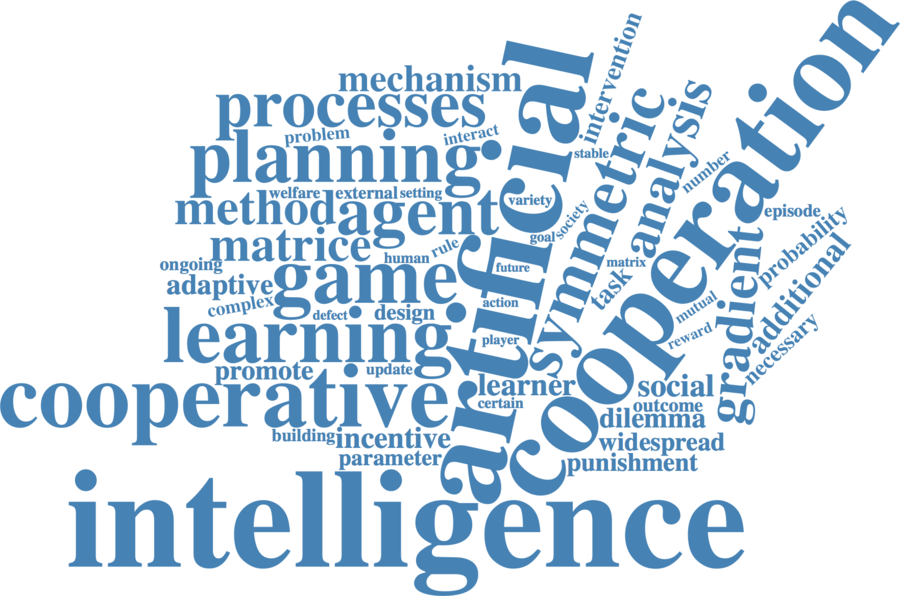 mechanism
processes
problem
interact
planning
welfare
external
setting
method
agent
matrice
human
rule
ongoing
adaptive
game
complex
defect
design
learning
promote
update
cooperative
building
incentive
parameter
intelligence
artificial
variety
goal
society
future
action
player
learner
certain
intervention
stable
symmetric
analysis
number
matrix
task
cooperation
mutual
reward
episode
probability
gradient
additional
necessary
social
outcome
dilemma
widespread
punishment